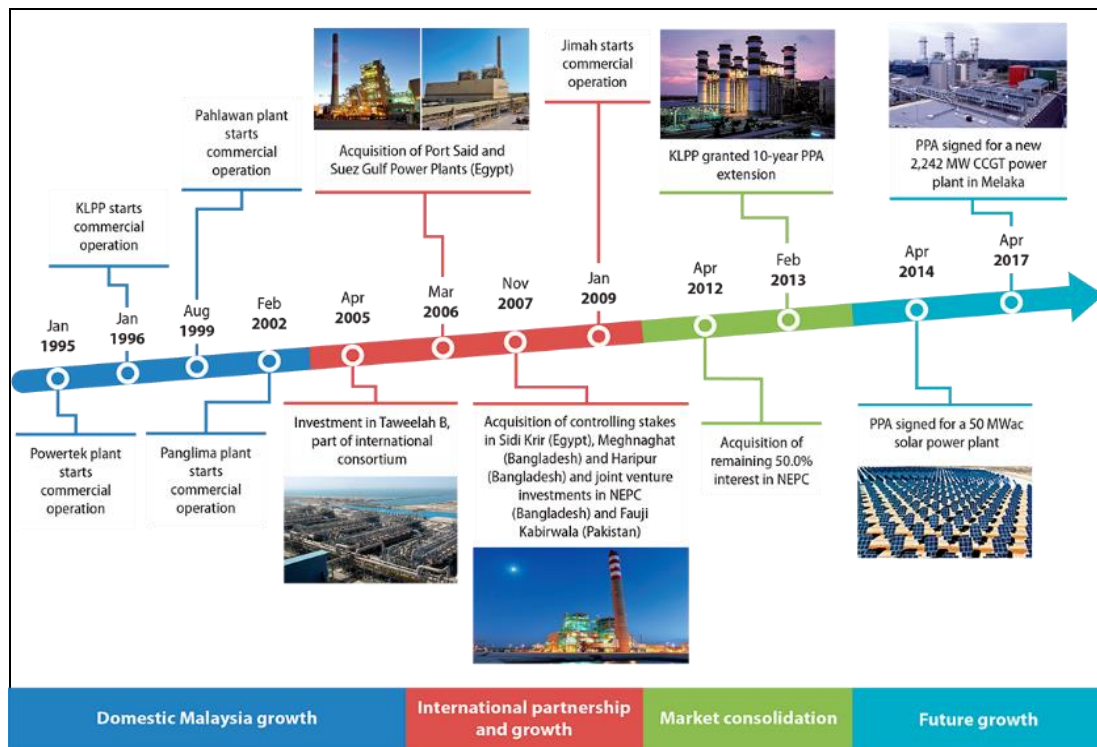 Jimah starts
commercial
operation
Pahlawan plant
starts
commercial
operation
Acquisition of Port Said and
Suez Gulf Power Plants (Egypt)
KLPP granted 10-year PPA
extension
PPA signed for a new
2,242 MW CCGT power
plant in Melaka
KLPP starts
commercial
operation
Jan
1995
Jan
1996
Aug
1999
Feb
2002
Apr
2005
Mar
2006
Nov
2007
Jan
2009
Apr
2012
Feb
2013
Apr
2014
Apr
2017
Powertek plant
starts
commercial
operation
Panglima plant
starts
commercial
operation
Investment in Taweelah B,
part of international
consortium
Acquisition of controlling stakes
in Sidi Krir (Egypt), Meghnaghat
(Bangladesh) and Haripur
(Bangladesh) and joint venture
investments in NEPC
(Bangladesh) and Fauji
Kabirwala (Pakistan)
Acquisition of
remaining 50.0%
interest in NEPC
PPA signed for a 50 MWac
solar power plant
Domestic Malaysia growth
International partnership
and growth
Market consolidation
Future growth